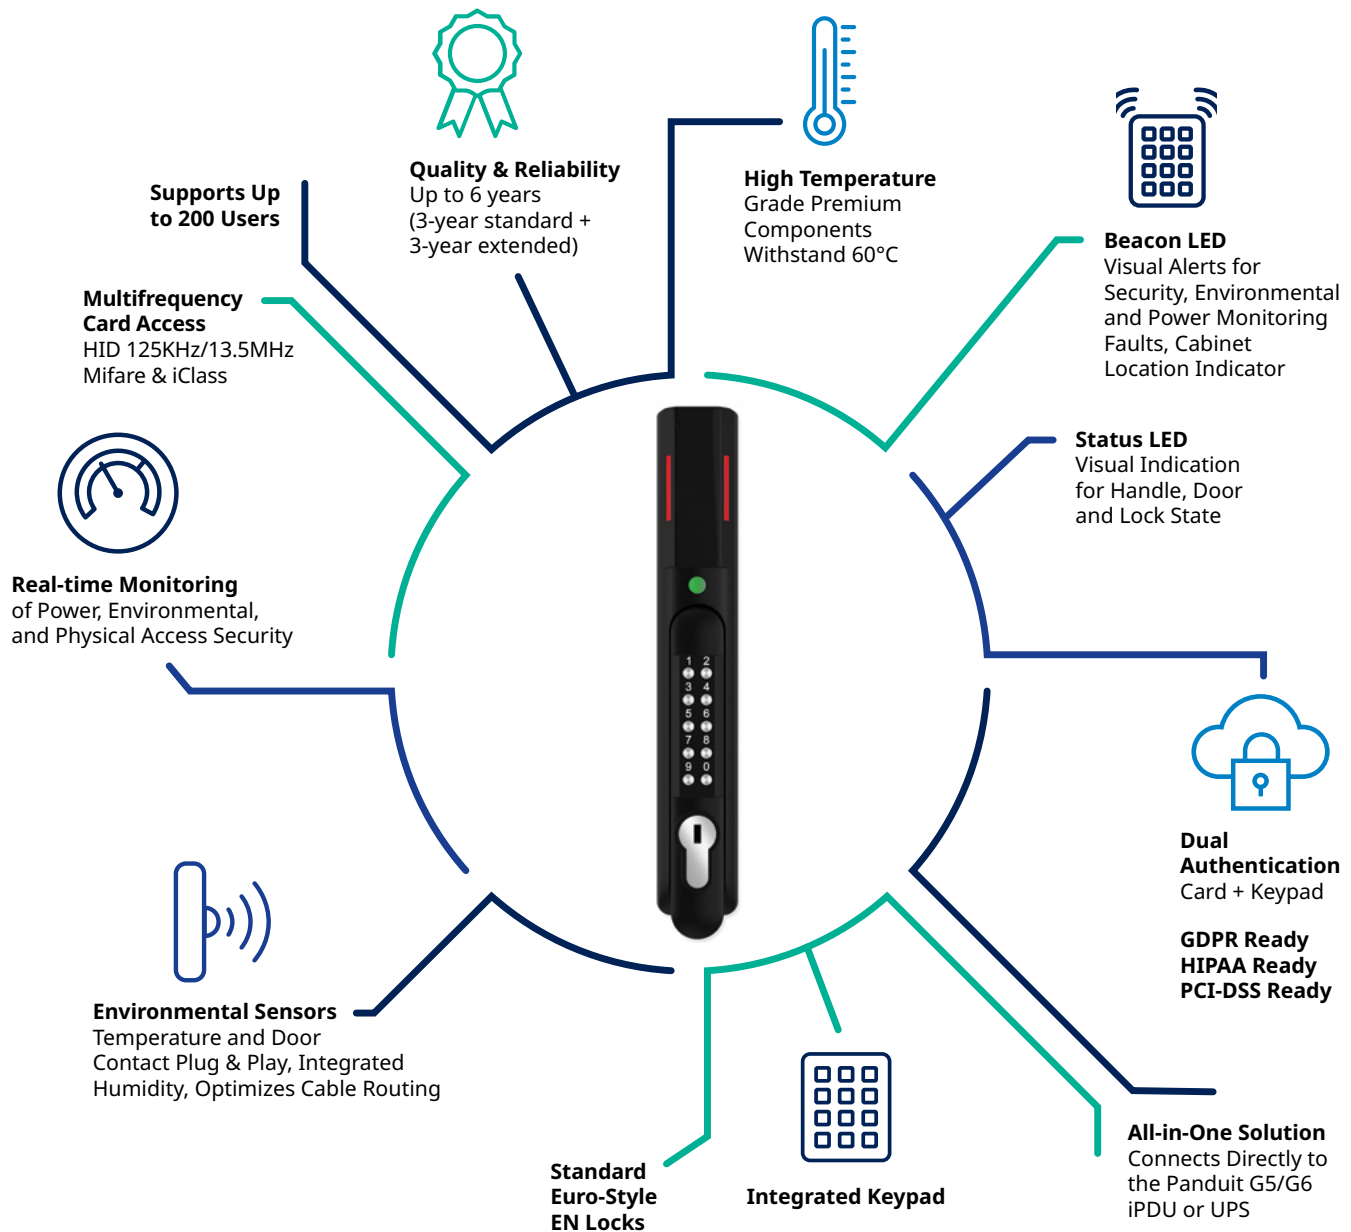 Quality & Reliability
Up to 6 years
(3-year standard +
3-year extended)
High Temperature
Grade Premium
Components
Withstand 60°C
Supports Up
to 200 Users
Beacon LED
Visual Alerts for
Security, Environmental
and Power Monitoring
Faults, Cabinet
Location Indicator
Multifrequency
Card Access
HID 125KHz/13.5MHz
Mifare & iClass
Status LED
Visual Indication
for Handle, Door
and Lock State
Real-time Monitoring
of Power, Environmental,
and Physical Access Security
1 2
3 4
5 6
7 8
9 0
Dual
Authentication
Card + Keypad
GDPR Ready
HIPAA Ready
PCI-DSS Ready
Environmental Sensors
Temperature and Door
Contact Plug & Play, Integrated
Humidity, Optimizes Cable Routing
All-in-One Solution
Connects Directly to
the Panduit G5/G6
iPDU or UPS
Standard
Euro-Style
EN Locks
Integrated Keypad